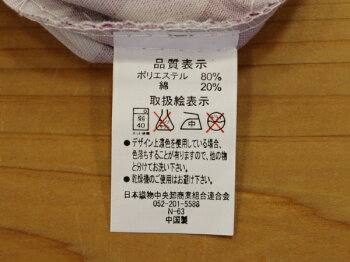 品質表示
ポリエステル 80%
綿 20%
取扱絵表示
40
中
●デザイン上濃色を使用している場合、
色落ちすることが有りますので、他の物
と分けてお洗い下さい。
●乾燥機のご使用はお避け下さい。
日本織物中央卸商業組合連合会
052-201-5588
N-63
中国製